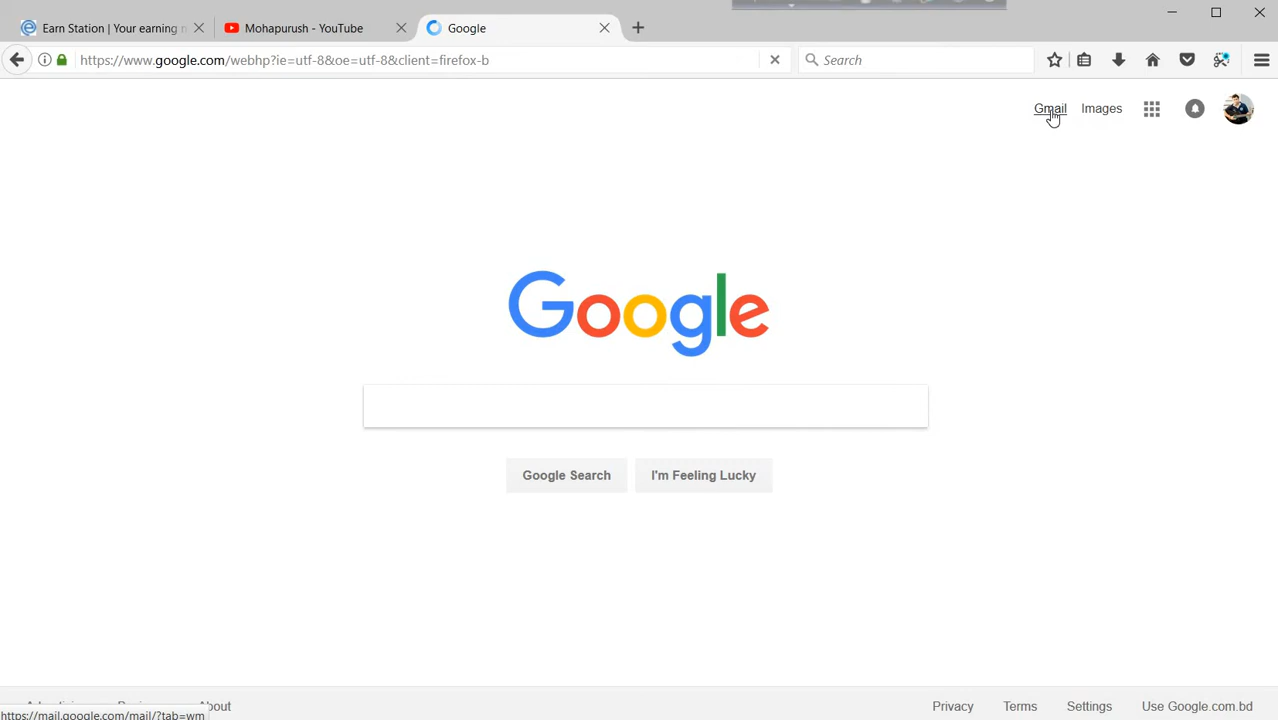 Earn Station | Your earning
Mohapurush - YouTube
Google
https://www.google.com/webhp?ie=utf-8&oe=utf-8&client=firefox-b
Search
Gmail
Images
Google
Google Search
I'm Feeling Lucky
About
Privacy
Terms
Settings
Use Google.com.bd
https://mail.google.com/mail/?tab=wm